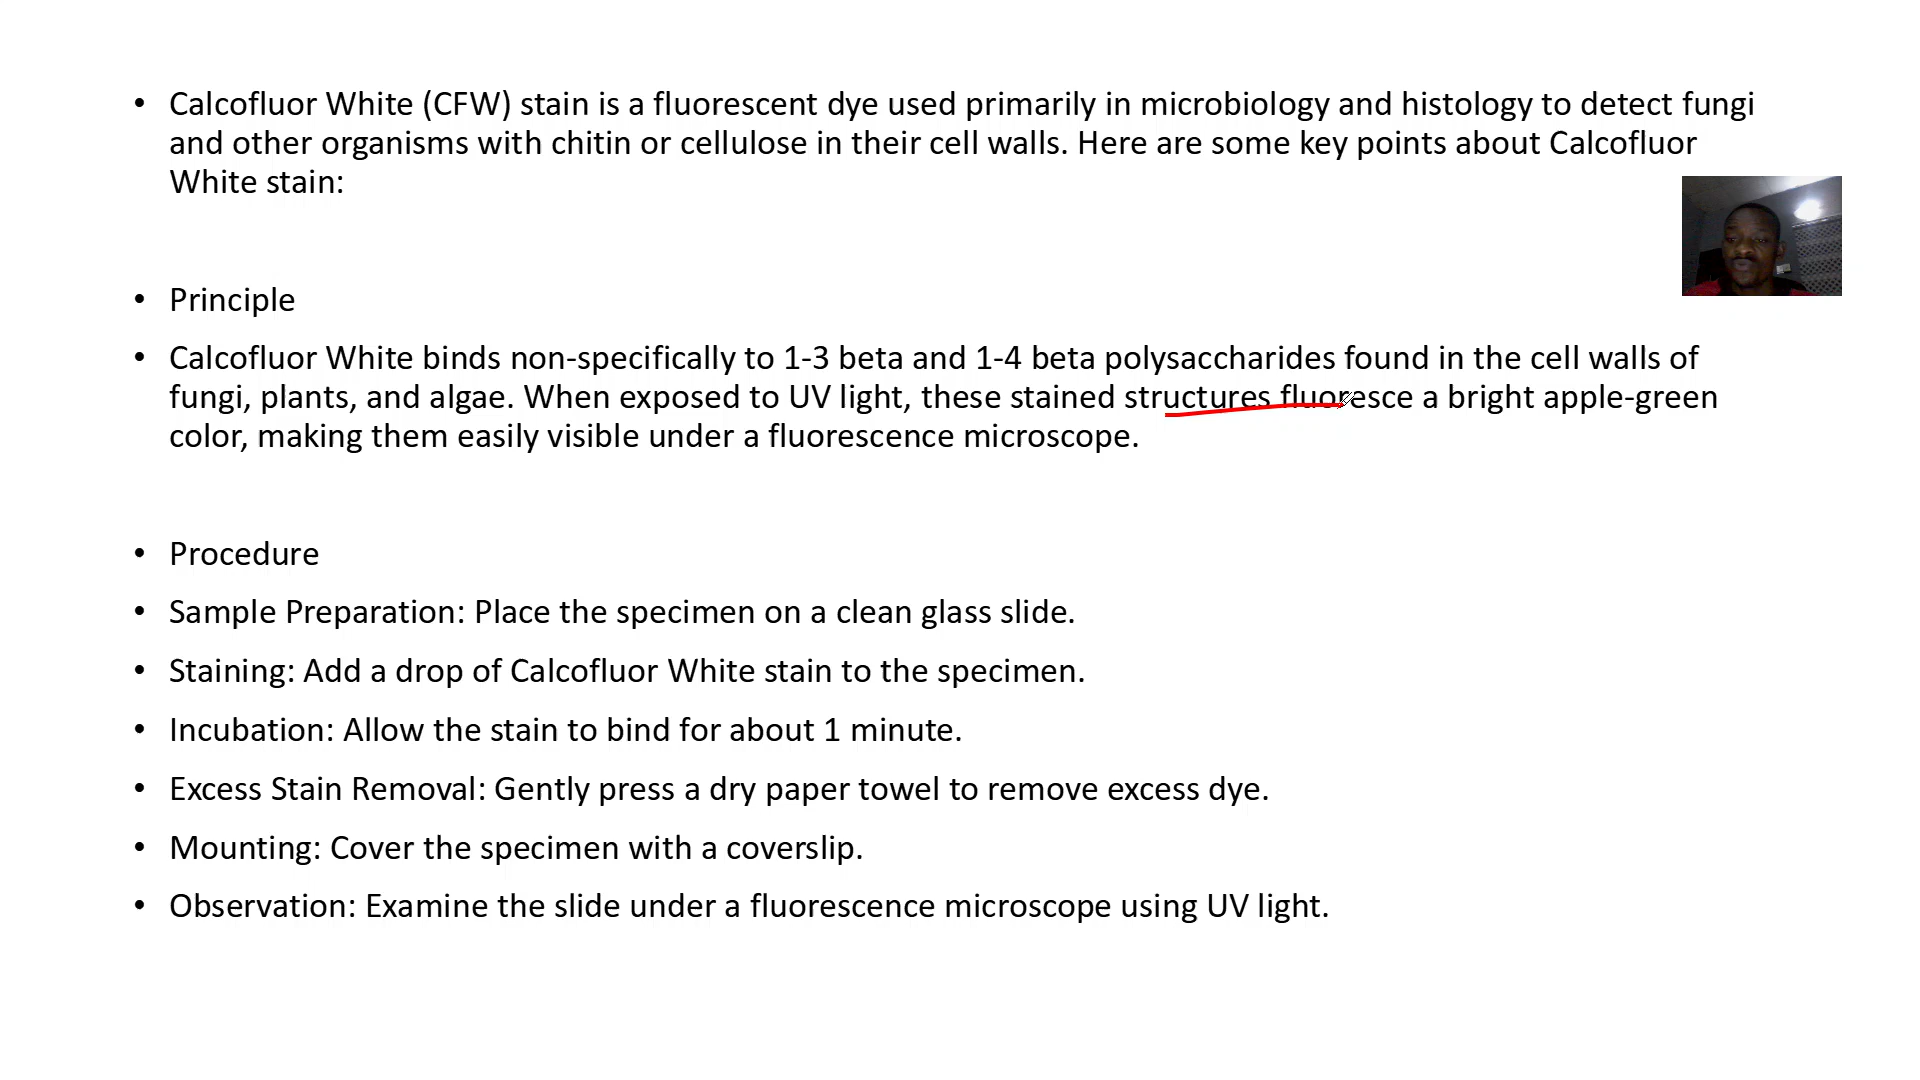 • Calcofluor White (CFW) stain is a fluorescent dye used primarily in microbiology and histology to detect fungi
and other organisms with chitin or cellulose in their cell walls. Here are some key points about Calcofluor
White stain:
• Principle
• Calcofluor White binds non-specifically to 1-3 beta and 1-4 beta polysaccharides found in the cell walls of
fungi, plants, and algae. When exposed to UV light, these stained structures fluoresce a bright apple-green
color, making them easily visible under a fluorescence microscope.
• Procedure
• Sample Preparation: Place the specimen on a clean glass slide.
• Staining: Add a drop of Calcofluor White stain to the specimen.
• Incubation: Allow the stain to bind for about 1 minute.
• Excess Stain Removal: Gently press a dry paper towel to remove excess dye.
• Mounting: Cover the specimen with a coverslip.
• Observation: Examine the slide under a fluorescence microscope using UV light.